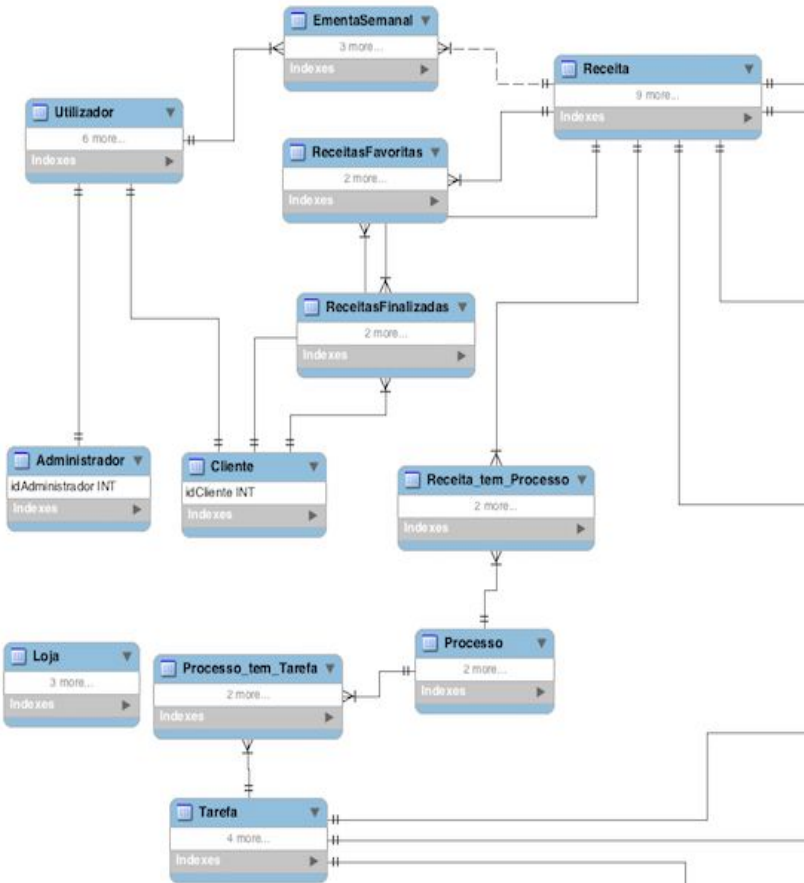 EmentaSemanal
3 more...
Indexes
Receita
9 more...
Indexes
Utilizador
6 more...
Indexes
ReceitasFavoritas
2 more...
Indexes
ReceitasFinalizadas
2 more...
Indexes
Administrador
idAdministrador INT
Indexes
Cliente
idCliente INT
Indexes
Receita_tem_Processo
2 more...
Indexes
Processo
2 more...
Indexes
Loja
3 more...
Indexes
Processo_tem_Tarefa
2 more...
Indexes
Tarefa
4 more...
Indexes